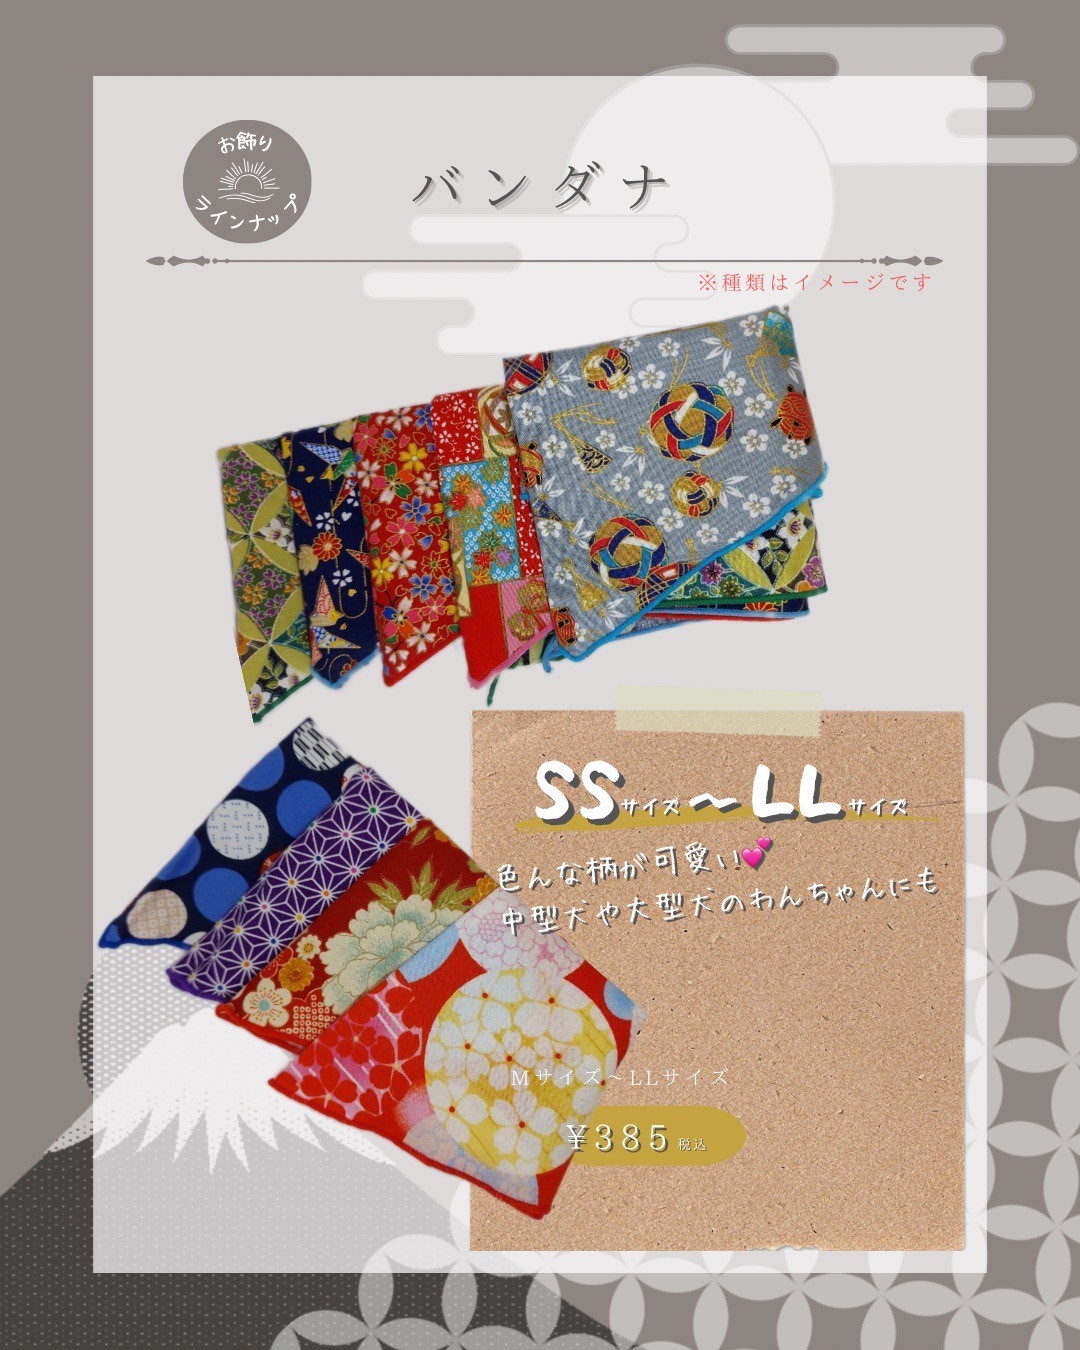 お飾り
ラインナップ
バンダナ
※種類はイメージです
SSサイズ〜LLサイズ
色んな柄が可愛い💕
中型犬や大型犬のわんちゃんにも
Mサイズ〜LLサイズ
¥385 税込